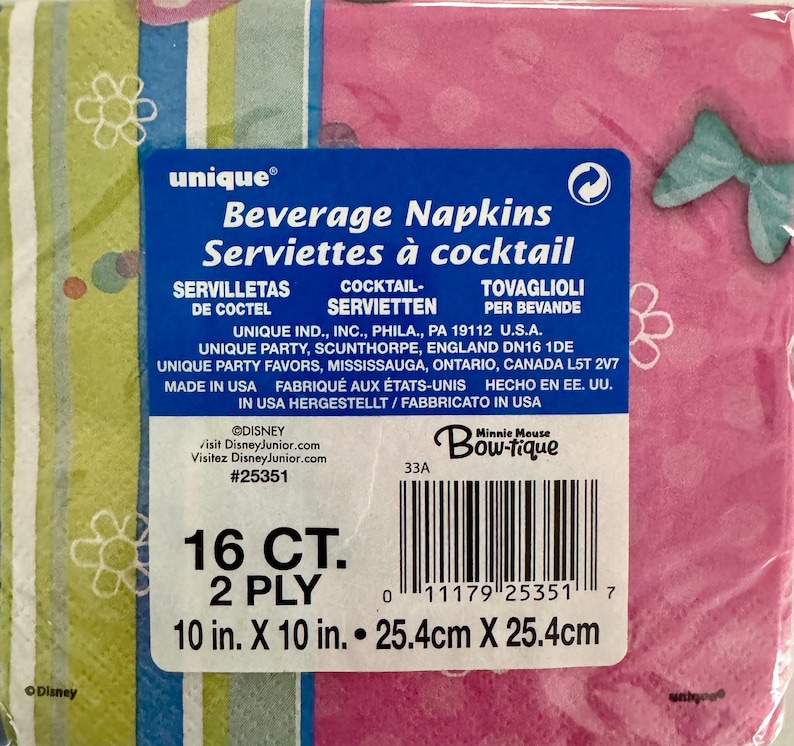 unique®
Beverage Napkins
Serviettes à cocktail
SERVILLETAS DE COCTEL
COCKTAIL-SERVIETTEN
TOVAGLIOLI PER BEVANDE
UNIQUE IND., INC., PHILA., PA 19112 U.S.A.
UNIQUE PARTY, SCUNTHORPE, ENGLAND DN16 1DE
UNIQUE PARTY FAVORS, MISSISSAUGA, ONTARIO, CANADA L5T 2V7
MADE IN USA FABRIQUÉ AUX ÉTATS-UNIS HECHO EN EE. UU.
IN USA HERGESTELLT / FABBRICATO IN USA
©DISNEY
Visit DisneyJunior.com
Visitez DisneyJunior.com
#25351
Minnie Mouse
Bow-tique
33A
0 11179 25351 7
16 CT.
2 PLY
10 in. X 10 in. • 25.4cm X 25.4cm
©Disney
unique®